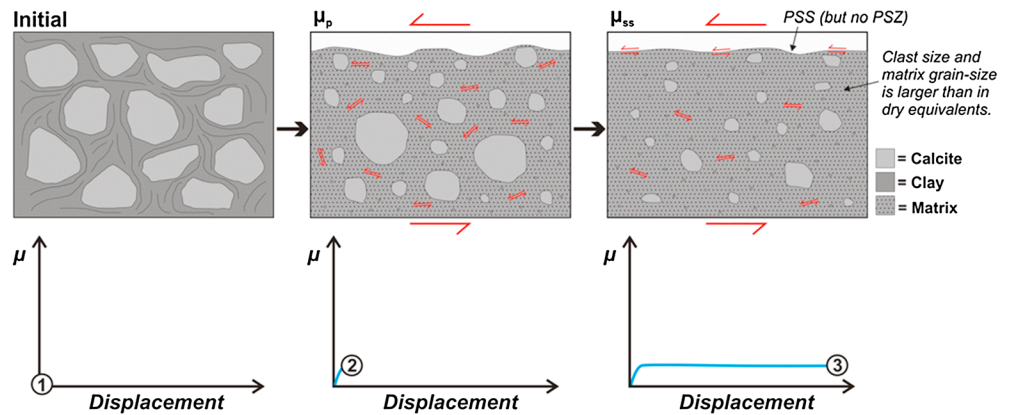 Initial
μp
μss
PSS (but no PSZ)
Clast size and
matrix grain-size
is larger than in
dry equivalents.
= Calcite
= Clay
= Matrix
μ
1
Displacement
μ
2
Displacement
μ
3
Displacement